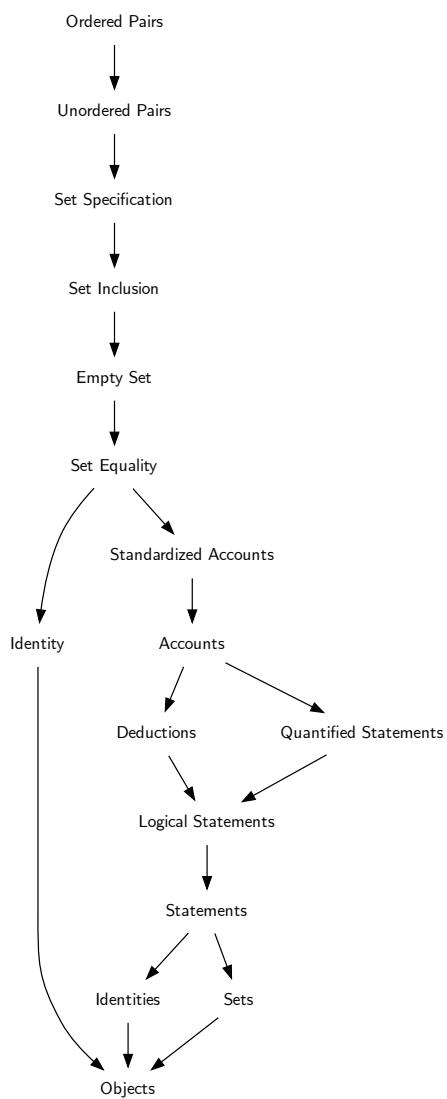 Ordered Pairs
Unordered Pairs
Set Specification
Set Inclusion
Empty Set
Set Equality
Standardized Accounts
Identity
Accounts
Deductions
Quantified Statements
Logical Statements
Statements
Identities
Sets
Objects